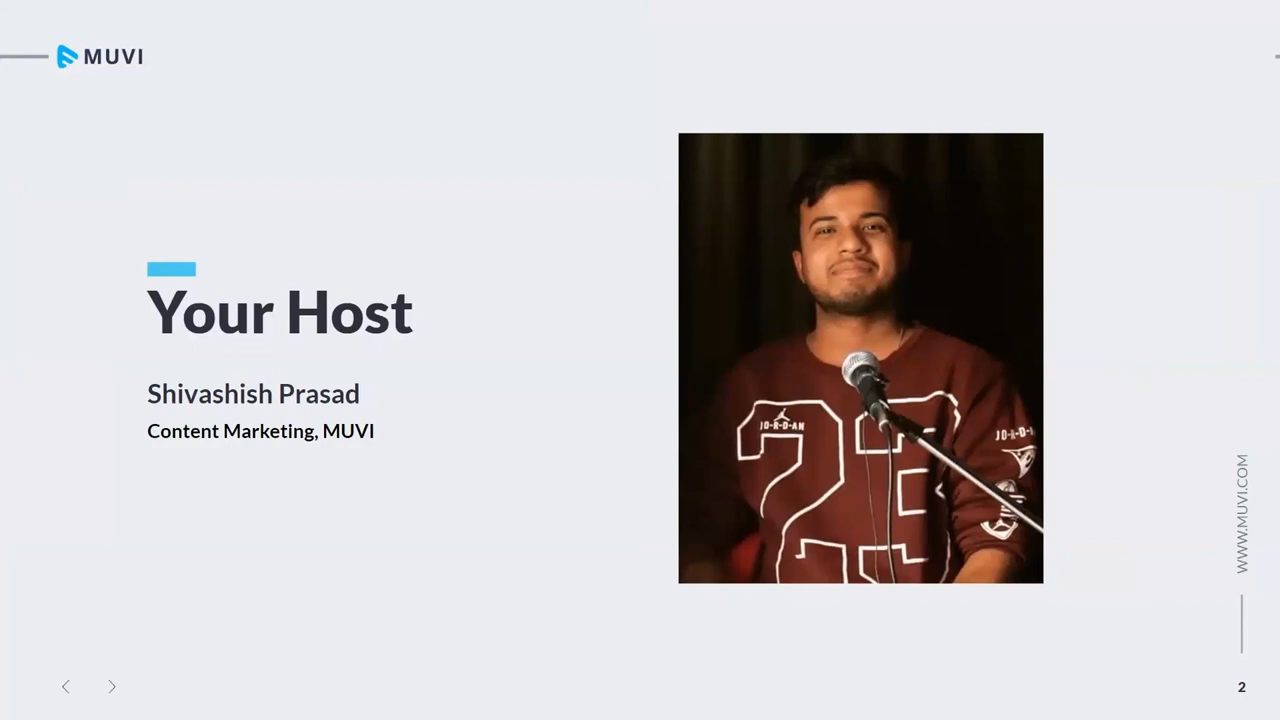 MUVI
Your Host
Shivashish Prasad
Content Marketing, MUVI
JO-R-D-AN
23
JO-R-D-
WWW.MUVI.COM
2